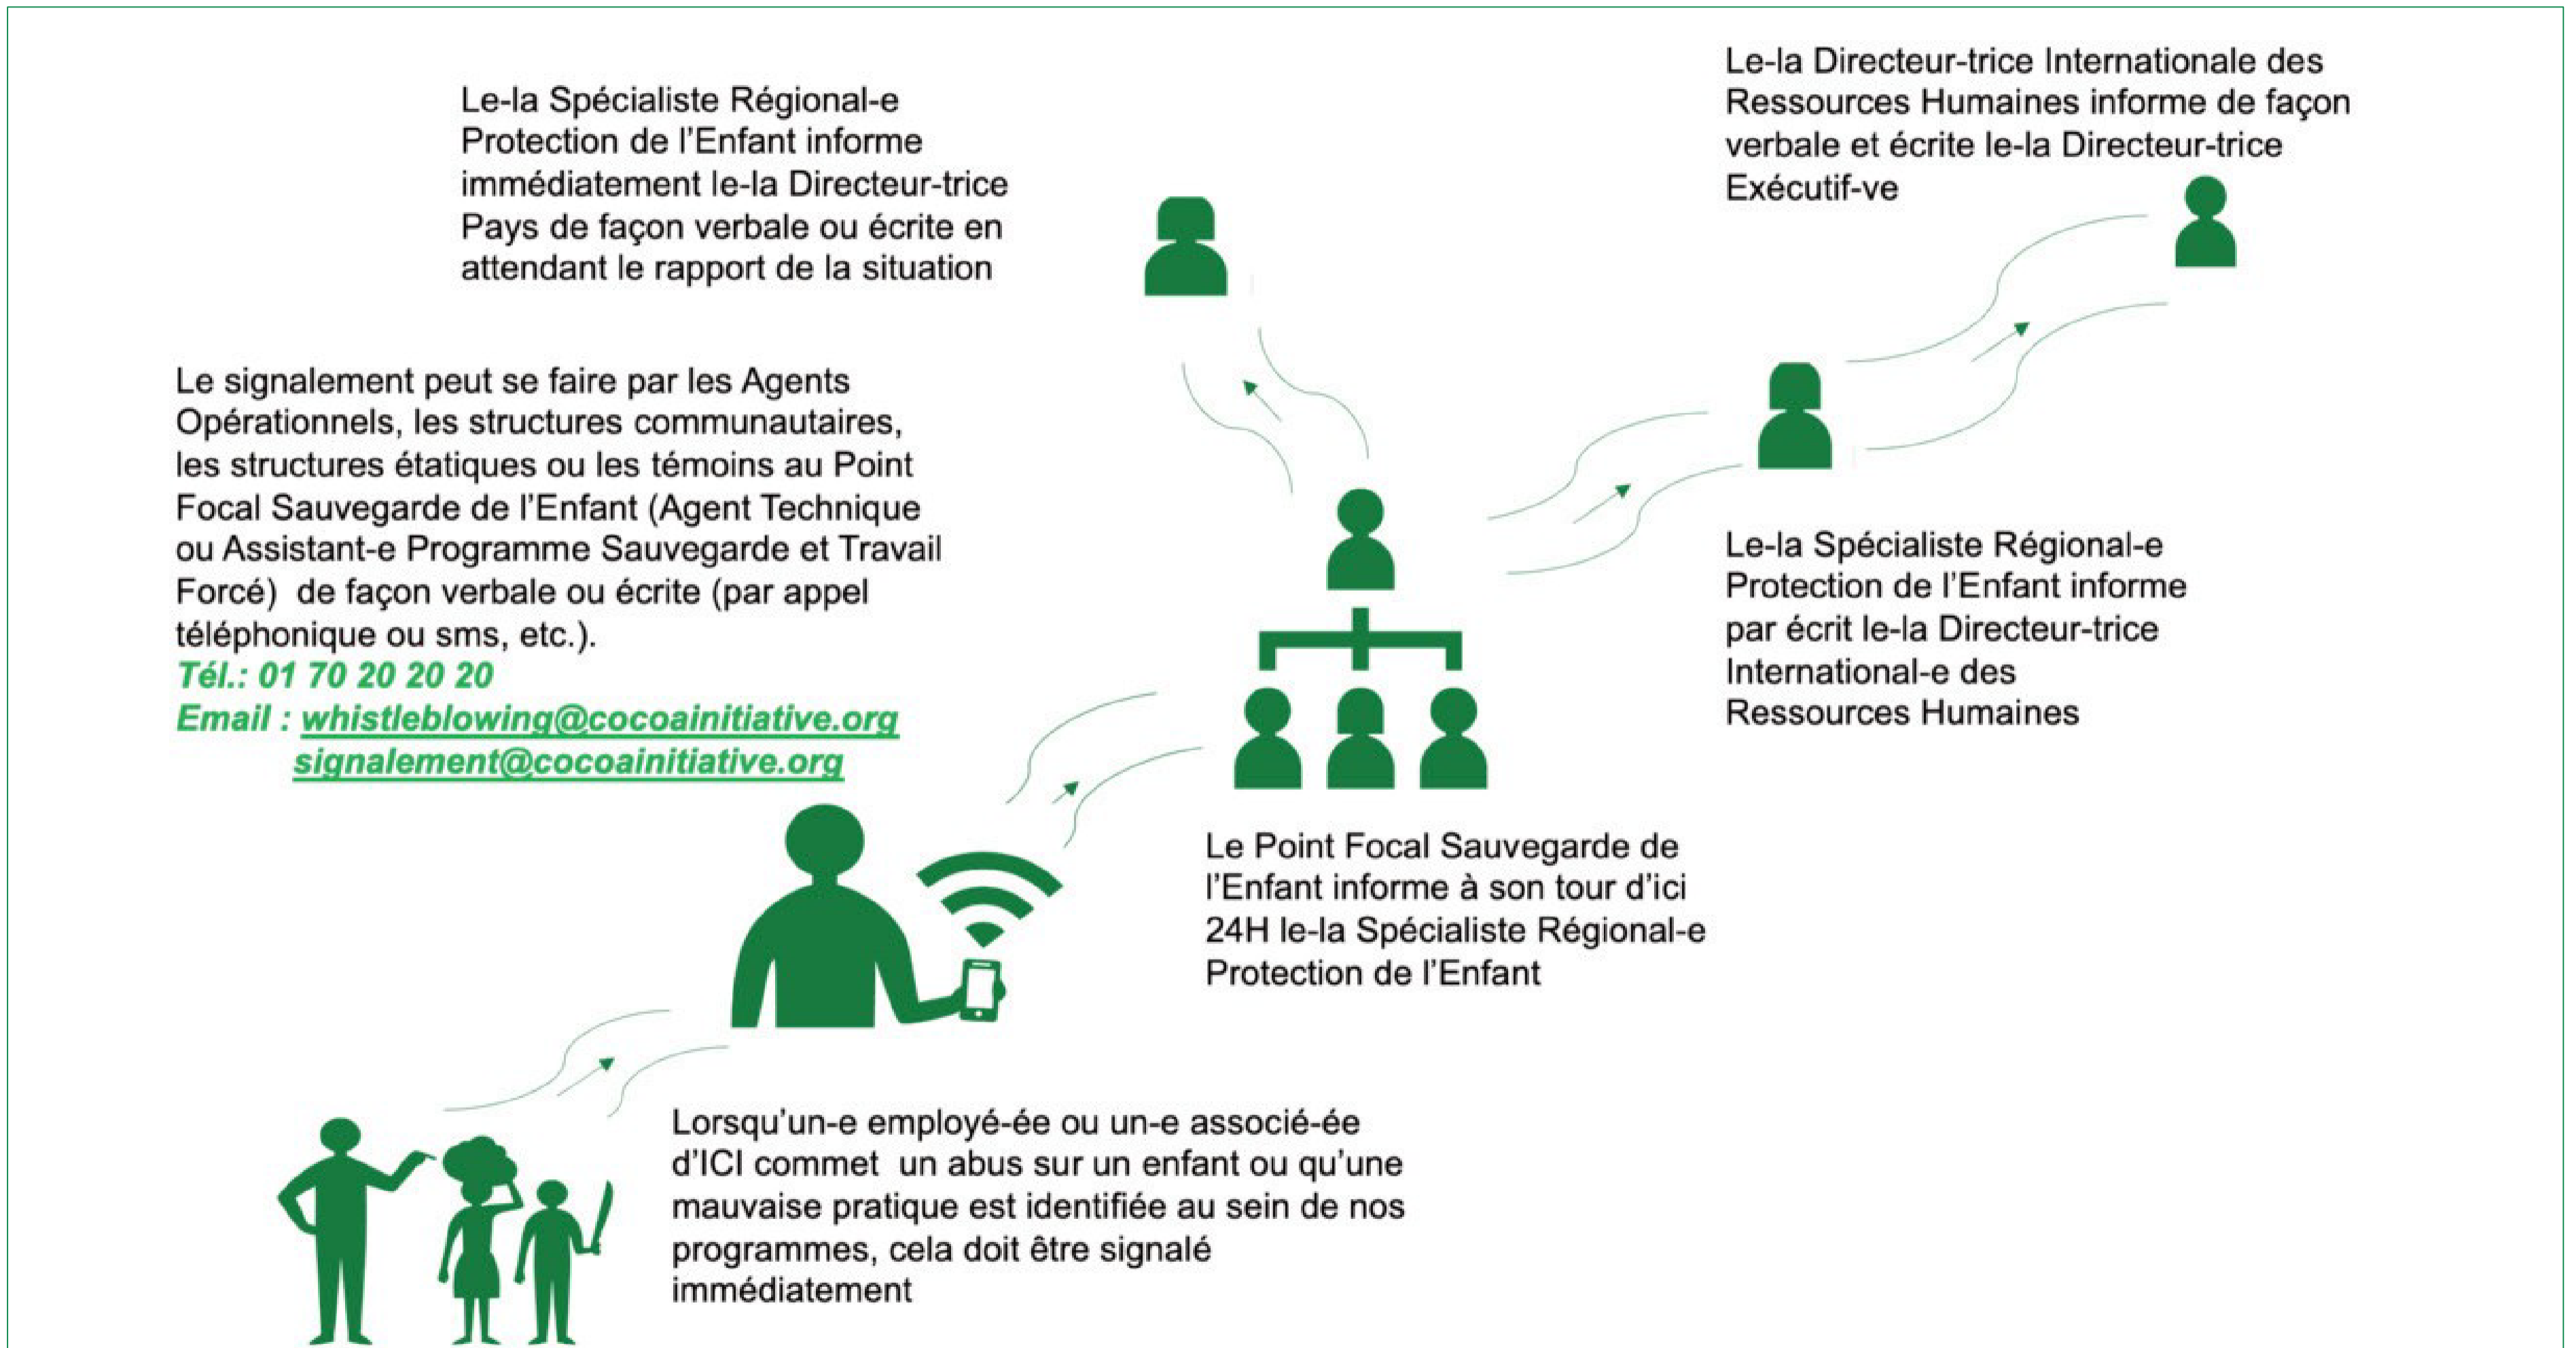 Le-la Spécialiste Régional-e
Protection de l'Enfant informe
immédiatement le-la Directeur-trice
Pays de façon verbale ou écrite en
attendant le rapport de la situation
Le-la Directeur-trice Internationale des
Ressources Humaines informe de façon
verbale et écrite le-la Directeur-trice
Exécutif-ve
Le signalement peut se faire par les Agents
Opérationnels, les structures communautaires,
les structures étatiques ou les témoins au Point
Focal Sauvegarde de l'Enfant (Agent Technique
ou Assistant-e Programme Sauvegarde et Travail
Forcé)  de façon verbale ou écrite (par appel
téléphonique ou sms, etc.).
Tél.: 01 70 20 20 20
Email : whistleblowing@cocoainitiative.org
signalement@cocoainitiative.org
Le-la Spécialiste Régional-e
Protection de l'Enfant informe
par écrit le-la Directeur-trice
International-e des
Ressources Humaines
Le Point Focal Sauvegarde de
l'Enfant informe à son tour d'ici
24H le-la Spécialiste Régional-e
Protection de l'Enfant
Lorsqu'un-e employé-ée ou un-e associé-ée
d'ICI commet  un abus sur un enfant ou qu'une
mauvaise pratique est identifiée au sein de nos
programmes, cela doit être signalé
immédiatement